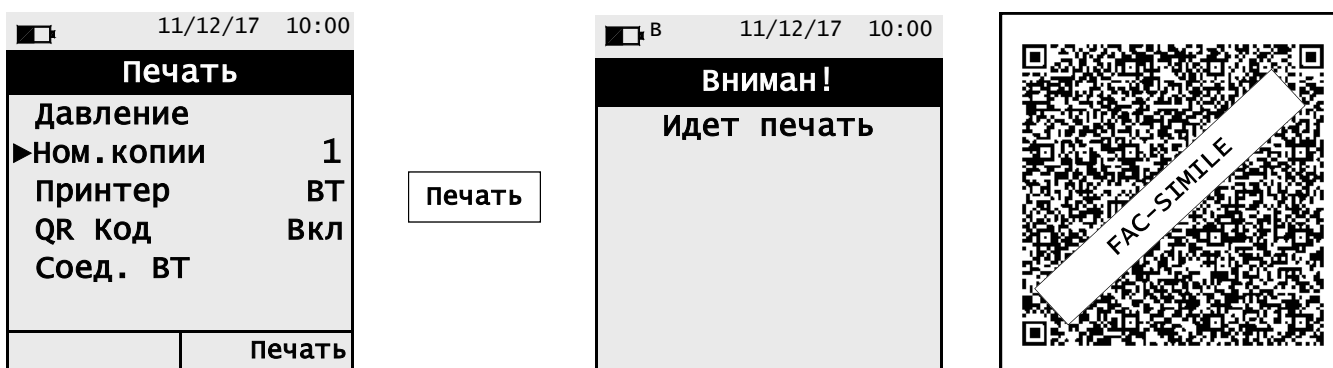 11/12/17 10:00
Печать
Давление
►Ном.копии 1
Принтер BT
QR Код Вкл
Соед. BT
Печать
Печать
B 11/12/17 10:00
Вниман!
Идет печать
FAC-SIMILE